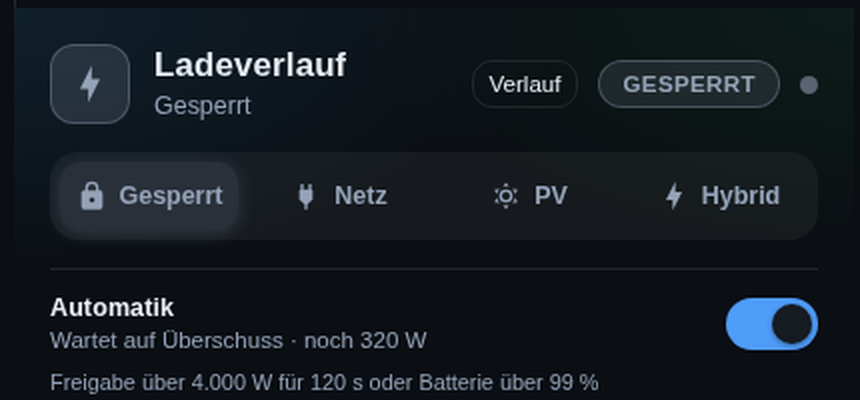 Ladeverlauf
Gesperrt
Verlauf
GESPERRT
Gesperrt
Netz
PV
Hybrid
Automatik
Wartet auf Überschuss · noch 320 W
Freigabe über 4.000 W für 120 s oder Batterie über 99 %